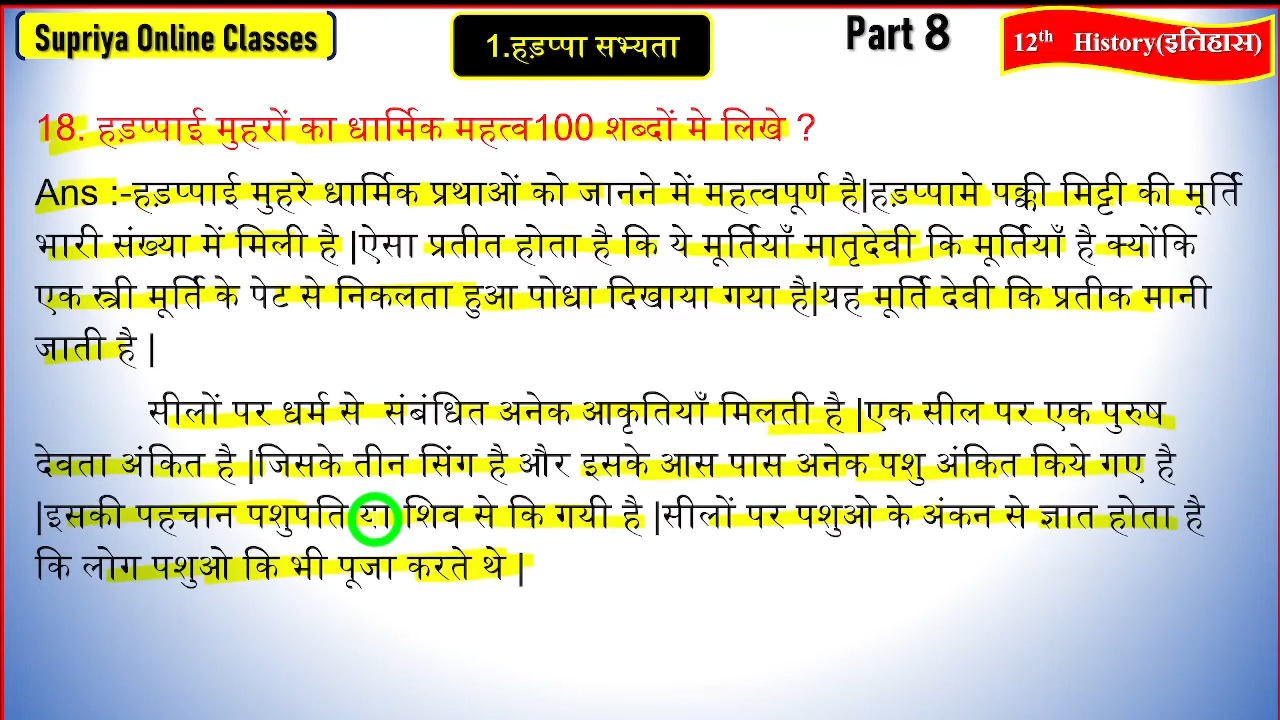 Supriya Online Classes
1.हड़प्पा सभ्यता
Part 8
12th History(इतिहास)
18. हड़प्पाई मुहरों का धार्मिक महत्व100 शब्दों मे लिखे ?
Ans :-हड़प्पाई मुहरे धार्मिक प्रथाओं को जानने में महत्वपूर्ण है|हड़प्पामे पक्की मिट्टी की मूर्ति
भारी संख्या में मिली है |ऐसा प्रतीत होता है कि ये मूर्तियाँ मातृदेवी कि मूर्तियाँ है क्योंकि
एक स्त्री मूर्ति के पेट से निकलता हुआ पोधा दिखाया गया है|यह मूर्ति देवी कि प्रतीक मानी
जाती है |
सीलों पर धर्म से संबंधित अनेक आकृतियाँ मिलती है |एक सील पर एक पुरुष
देवता अंकित है |जिसके तीन सिंग है और इसके आस पास अनेक पशु अंकित किये गए है
|इसकी पहचान पशुपति या शिव से कि गयी है |सीलों पर पशुओ के अंकन से ज्ञात होता है
कि लोग पशुओ कि भी पूजा करते थे |